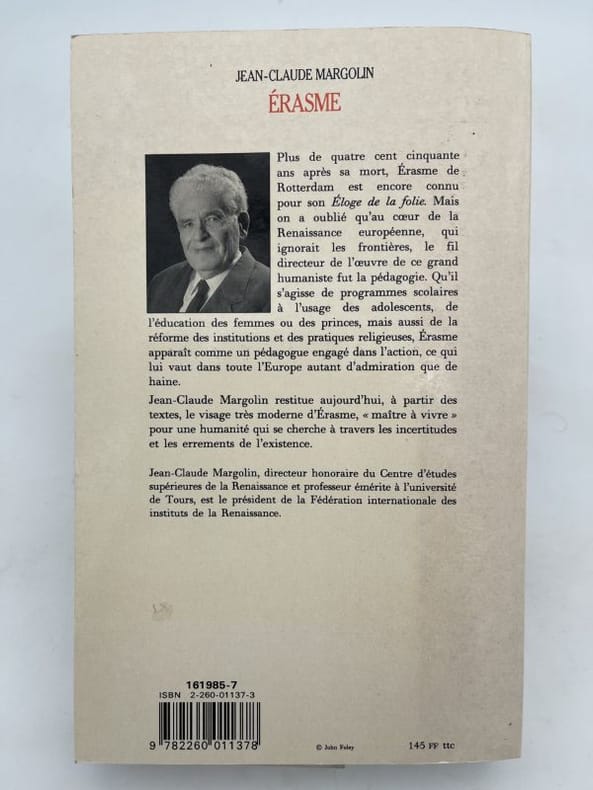 JEAN-CLAUDE MARGOLIN
ÉRASME
Plus de quatre cent cinquante
ans après sa mort, Érasme de
Rotterdam est encore connu
pour son Éloge de la folie. Mais
on a oublié qu'au cœur de la
Renaissance européenne, qui
ignorait les frontières, le fil
directeur de l'œuvre de ce grand
humaniste fut la pédagogie. Qu'il
s'agisse de programmes scolaires
à l'usage des adolescents, de
l'éducation des femmes ou des princes, mais aussi de la
réforme des institutions et des pratiques religieuses, Érasme
apparaît comme un pédagogue engagé dans l'action, ce qui
lui vaut dans toute l'Europe autant d'admiration que de
haine.
Jean-Claude Margolin restitue aujourd'hui, à partir des
textes, le visage très moderne d'Érasme, « maître à vivre »
pour une humanité qui se cherche à travers les incertitudes
et les errements de l'existence.
Jean-Claude Margolin, directeur honoraire du Centre d'études
supérieures de la Renaissance et professeur émérite à l'université
de Tours, est le président de la Fédération internationale des
instituts de la Renaissance.
161985-7
ISBN 2-260-01137-3
9 782260 011378
© John Foley
145 FF ttc